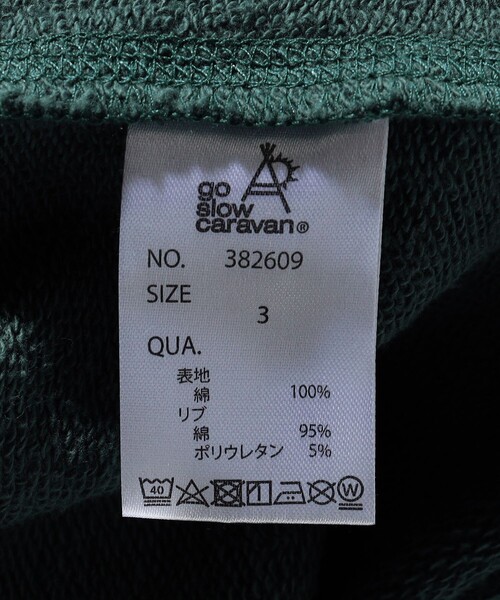 go
slow
caravan®
NO. 382609
SIZE
3
QUA.
表地
綿 100%
リブ
綿 95%
ポリウレタン 5%
40
W